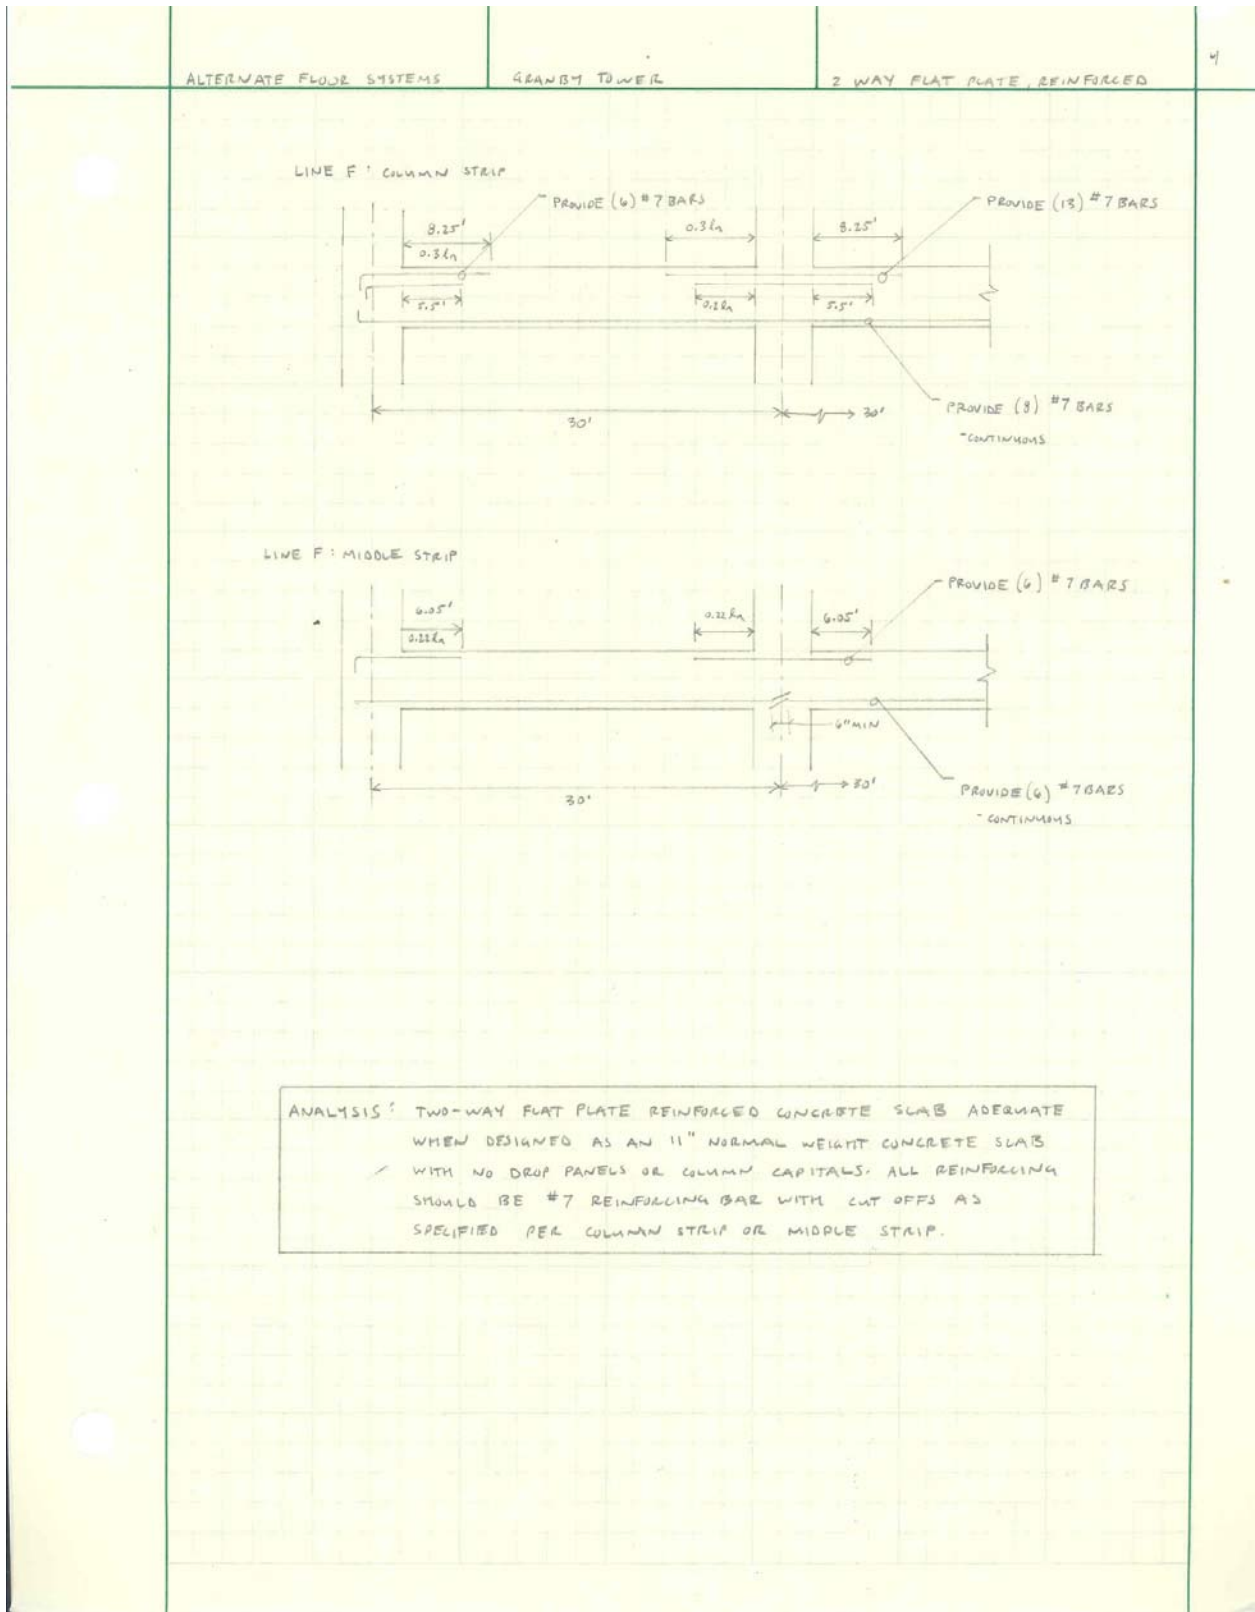 4
ALTERNATE FLOOR SYSTEMS
GRANBY TOWER
2 WAY FLAT PLATE, REINFORCED
LINE F: COLUMN STRIP
PROVIDE (6) #7 BARS
PROVIDE (13) #7 BARS
8.25'
0.3ln
0.3ln
8.25'
5.5'
0.2ln
5.5'
30'
30'
PROVIDE (8) #7 BARS
-CONTINUOUS
LINE F: MIDDLE STRIP
PROVIDE (6) #7 BARS
6.05'
0.22ln
0.22ln
6.05'
6" MIN
30'
30'
PROVIDE (6) #7 BARS
- CONTINUOUS
ANALYSIS: TWO-WAY FLAT PLATE REINFORCED CONCRETE SLAB ADEQUATE
WHEN DESIGNED AS AN 11" NORMAL WEIGHT CONCRETE SLAB
WITH NO DROP PANELS OR COLUMN CAPITALS. ALL REINFORCING
SHOULD BE #7 REINFORCING BAR WITH CUT OFFS AS
SPECIFIED PER COLUMN STRIP OR MIDDLE STRIP.